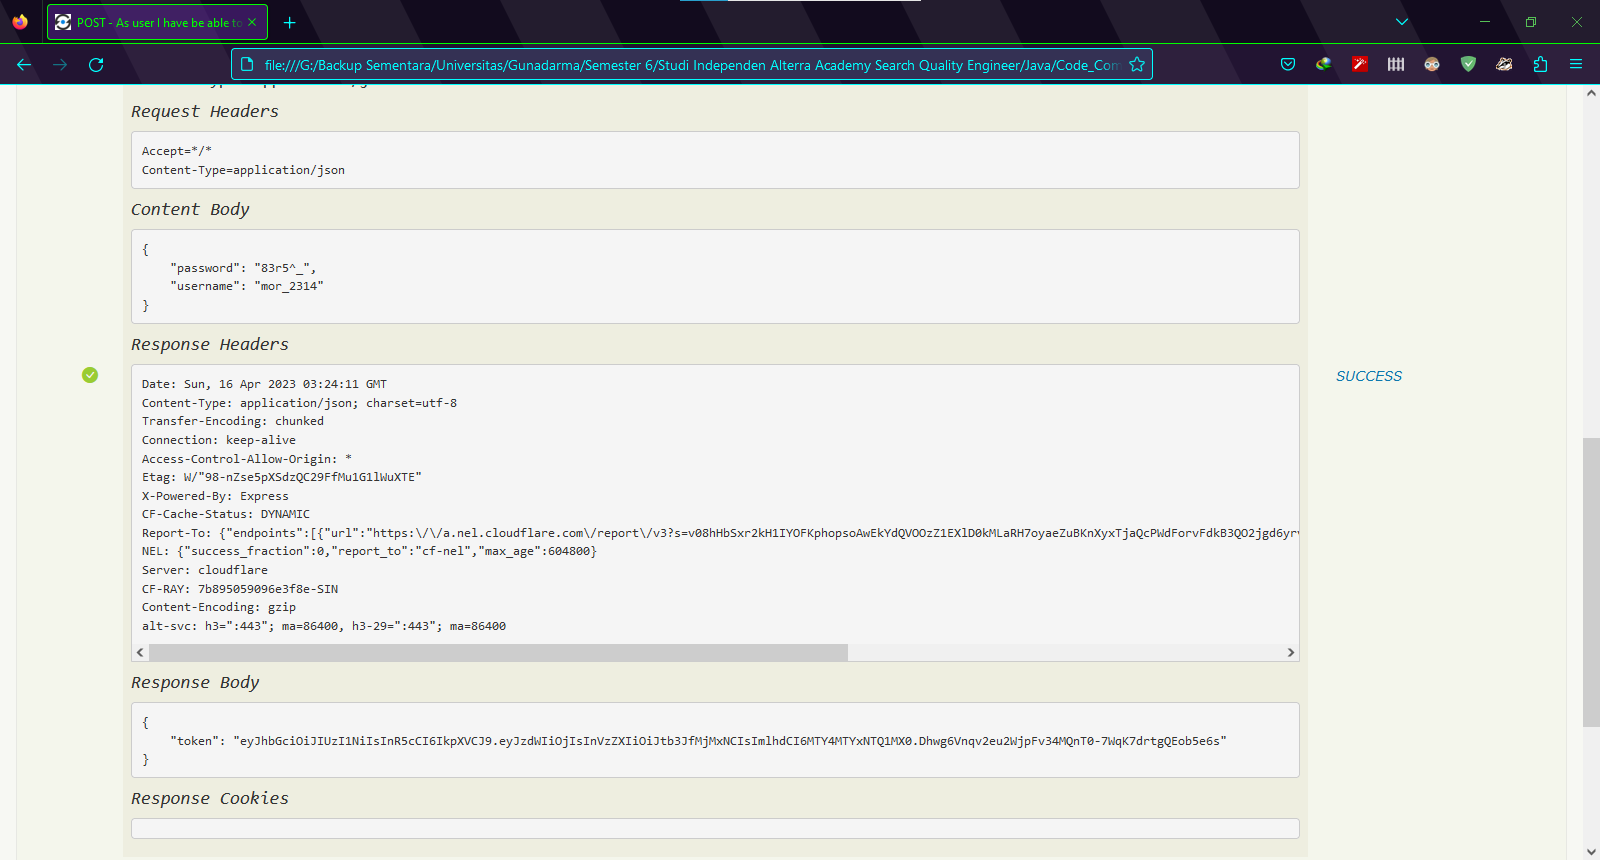 POST - As user I have be able to
file:///G:/Backup Sementara/Universitas/Gunadarma/Semester 6/Studi Independen Alterra Academy Search Quality Engineer/Java/Code_Com
Request Headers
Accept=*/*
Content-Type=application/json
Content Body
{
    "password": "83r5^_",
    "username": "mor_2314"
}
Response Headers
Date: Sun, 16 Apr 2023 03:24:11 GMT
Content-Type: application/json; charset=utf-8
Transfer-Encoding: chunked
Connection: keep-alive
Access-Control-Allow-Origin: *
Etag: W/"98-nZse5pXSdzQC29FfMu1G1lWuXTE"
X-Powered-By: Express
CF-Cache-Status: DYNAMIC
Report-To: {"endpoints":[{"url":"https:\/\/a.nel.cloudflare.com\/report\/v3?s=v08hHbSxr2kH1IYOFKphopsoAwEkYdQVOOzZ1EXlD0kMLaRH7oyaeZuBKnXyxTjaQcPWdForvFdkB3QO2jgd6yrv
NEL: {"success_fraction":0,"report_to":"cf-nel","max_age":604800}
Server: cloudflare
CF-RAY: 7b895059096e3f8e-SIN
Content-Encoding: gzip
alt-svc: h3=":443"; ma=86400, h3-29=":443"; ma=86400
SUCCESS
Response Body
{
    "token": "eyJhbGciOiJIUzI1NiIsInR5cCI6IkpXVCJ9.eyJzdWIiOjIsInVzZXIiOiJtb3JfMjMxNCIsImlhdCI6MTY4MTYxNTQ1MX0.Dhwg6Vnqv2eu2WjpFv34MQnT0-7WqK7drtgQEob5e6s"
}
Response Cookies